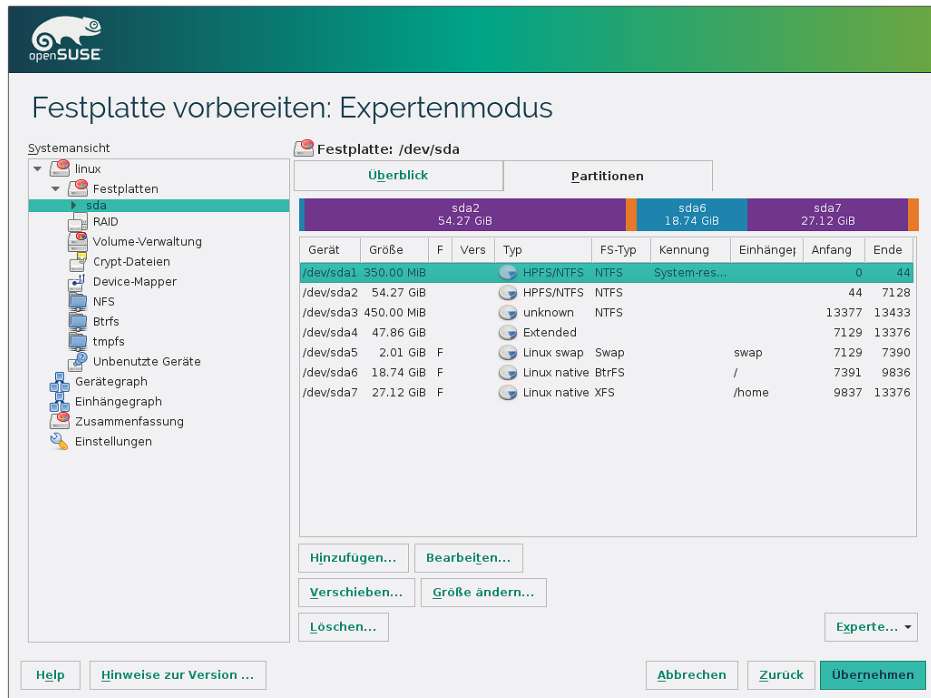 openSUSE
Festplatte vorbereiten: Expertenmodus
Systemansicht
linux
Festplatten
sda
RAID
Volume-Verwaltung
Crypt-Dateien
Device-Mapper
NFS
Btrfs
tmpfs
Unbenutzte Geräte
Gerätegraph
Einhängegraph
Zusammenfassung
Einstellungen
Festplatte: /dev/sda
Überblick Partitionen
sda2 sda6 sda7
54.27 GiB 18.74 GiB 27.12 GiB
Gerät Größe F Vers Typ FS-Typ Kennung Einhänger Anfang Ende
/dev/sda1 350.00 MiB HPFS/NTFS NTFS System-res... 0 44
/dev/sda2 54.27 GiB HPFS/NTFS NTFS 44 7128
/dev/sda3 450.00 MiB unknown NTFS 13377 13433
/dev/sda4 47.86 GiB Extended 7129 13376
/dev/sda5 2.01 GiB F Linux swap Swap swap 7129 7390
/dev/sda6 18.74 GiB F Linux native BtrFS / 7391 9836
/dev/sda7 27.12 GiB F Linux native XFS /home 9837 13376
Hinzufügen... Bearbeiten...
Verschieben... Größe ändern...
Löschen... Experte...
Help Hinweise zur Version ... Abbrechen Zurück Übernehmen